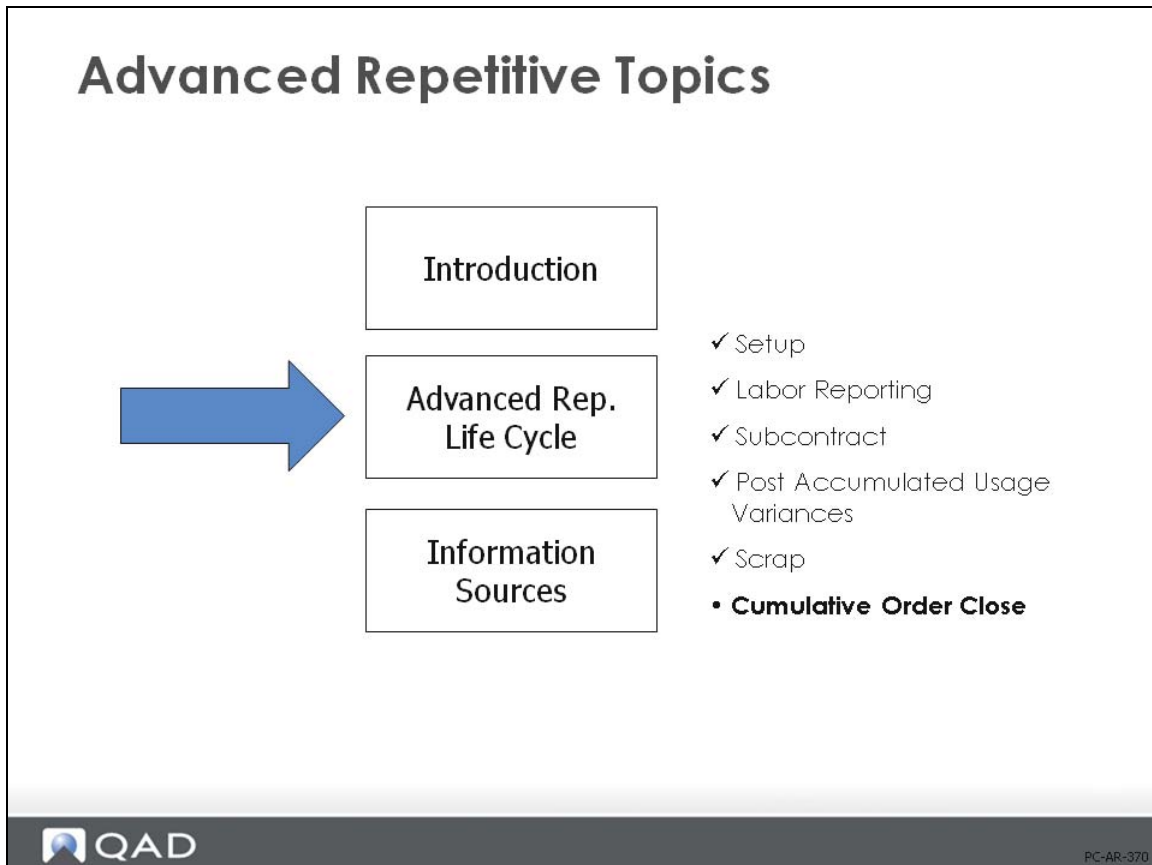 Advanced Repetitive Topics
Introduction
Advanced Rep.
Life Cycle
Information
Sources
✓ Setup
✓ Labor Reporting
✓ Subcontract
✓ Post Accumulated Usage
Variances
✓ Scrap
• Cumulative Order Close
QAD
PC-AR-370